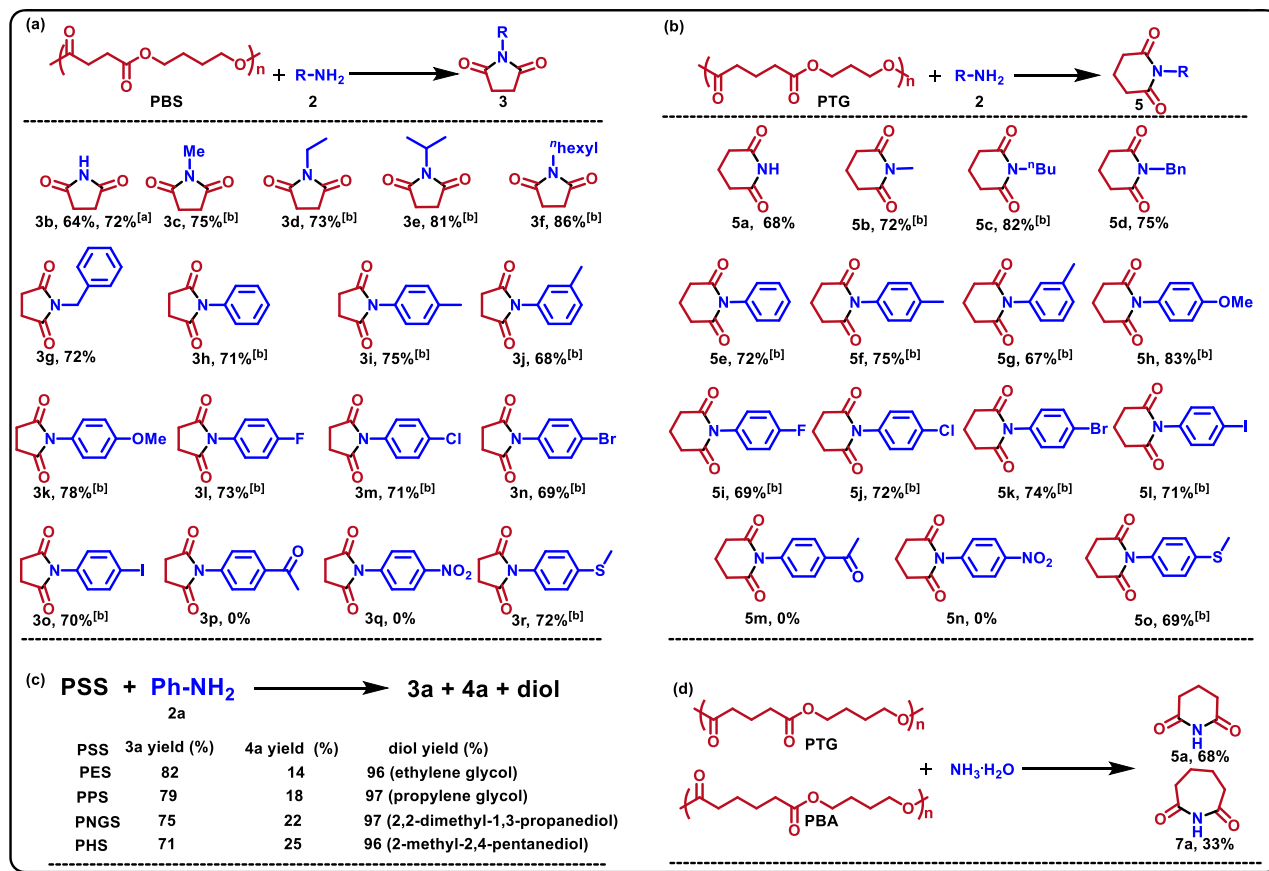 (a)
O
O
O
O
n
PBS
+
R-NH2
2
R
N
O
O
3
H
N
O
O
3b, 64%, 72%[a]
Me
N
O
O
3c, 75%[b]
N
O
O
3d, 73%[b]
N
O
O
3e, 81%[b]
nhexyl
N
O
O
3f, 86%[b]
O
N
O
3g, 72%
O
N
O
3h, 71%[b]
O
N
O
3i, 75%[b]
O
N
O
3j, 68%[b]
O
N
O
OMe
3k, 78%[b]
O
N
O
F
3l, 73%[b]
O
N
O
Cl
3m, 71%[b]
O
N
O
Br
3n, 69%[b]
O
N
O
I
3o, 70%[b]
O
N
O
O
3p, 0%
O
N
O
NO2
3q, 0%
O
N
O
S
3r, 72%[b]
(b)
O
O
O
O
n
PTG
+
R-NH2
2
O
N-R
O
5
O
NH
O
5a, 68%
O
N
O
5b, 72%[b]
O
N
nBu
O
5c, 82%[b]
O
N-Bn
O
5d, 75%
O
N
O
5e, 72%[b]
O
N
O
5f, 75%[b]
O
N
O
5g, 67%[b]
O
N
O
OMe
5h, 83%[b]
O
N
O
F
5i, 69%[b]
O
N
O
Cl
5j, 72%[b]
O
N
O
Br
5k, 74%[b]
O
N
O
I
5l, 71%[b]
O
N
O
O
5m, 0%
O
N
O
NO2
5n, 0%
O
N
O
S
5o, 69%[b]
(c)
PSS + Ph-NH2 3a + 4a + diol
2a
PSS 3a yield (%) 4a yield (%) diol yield (%)
PES 82 14 96 (ethylene glycol)
PPS 79 18 97 (propylene glycol)
PNGS 75 22 97 (2,2-dimethyl-1,3-propanediol)
PHS 71 25 96 (2-methyl-2,4-pentanediol)
(d)
O
O
O
O
n
PTG
O
O
O
O
n
PBA
+
NH3·H2O
O
N
H
O
5a, 68%
O
N
H
O
7a, 33%